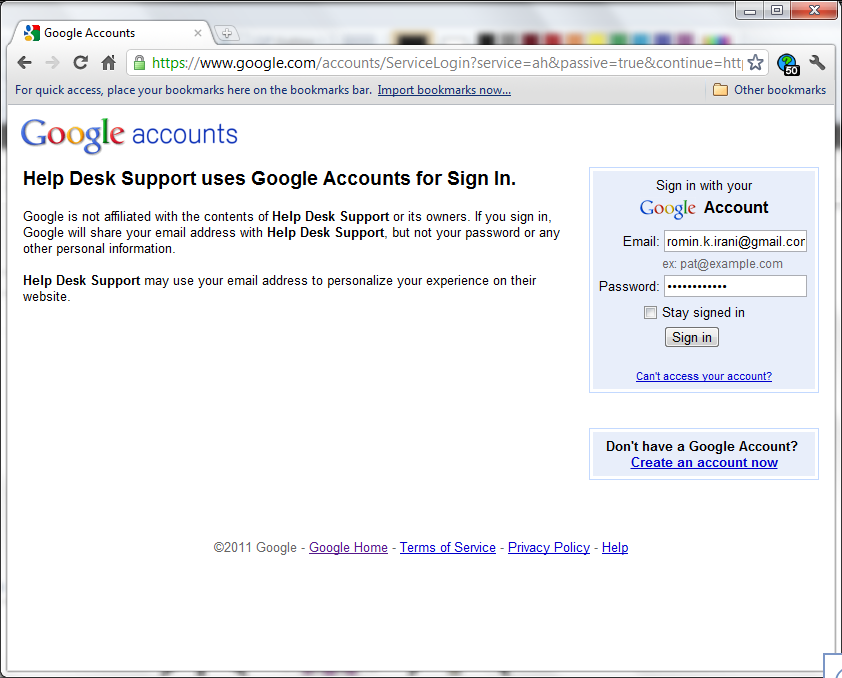 Google Accounts
https://www.google.com/accounts/ServiceLogin?service=ah&passive=true&continue=htt
50
For quick access, place your bookmarks here on the bookmarks bar. Import bookmarks now...
Other bookmarks
Google accounts
Help Desk Support uses Google Accounts for Sign In.
Google is not affiliated with the contents of Help Desk Support or its owners. If you sign in,
Google will share your email address with Help Desk Support, but not your password or any
other personal information.
Help Desk Support may use your email address to personalize your experience on their
website.
Sign in with your
Google Account
Email: romin.k.irani@gmail.com
ex: pat@example.com
Password: ••••••••••••
Stay signed in
Sign in
Can't access your account?
Don't have a Google Account?
Create an account now
©2011 Google - Google Home - Terms of Service - Privacy Policy - Help